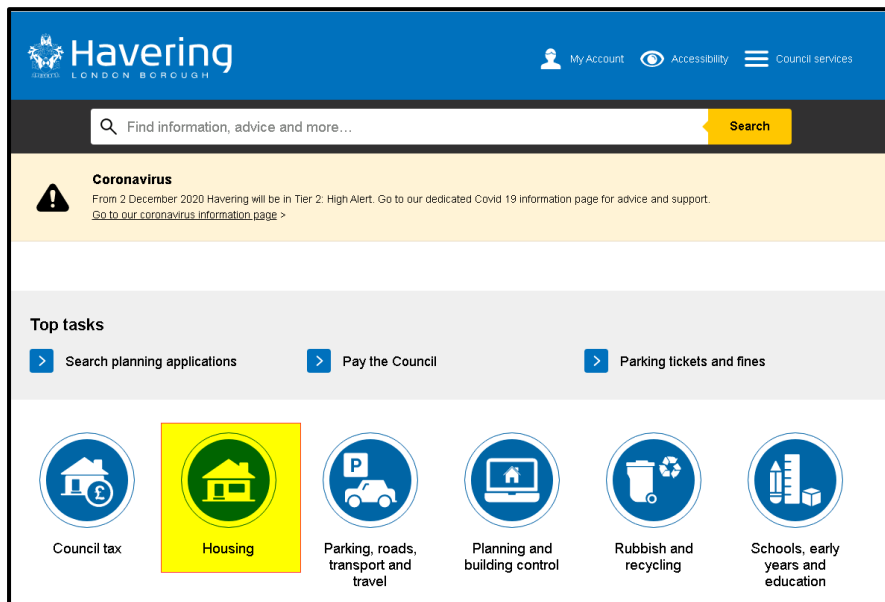 Havering
LONDON BOROUGH
My Account
Accessibility
Council services
Find information, advice and more...
Search
Coronavirus
From 2 December 2020 Havering will be in Tier 2: High Alert. Go to our dedicated Covid 19 information page for advice and support.
Go to our coronavirus information page >
Top tasks
Search planning applications
Pay the Council
Parking tickets and fines
£
P
Council tax
Housing
Parking, roads,
transport and
travel
Planning and
building control
Rubbish and
recycling
Schools, early
years and
education